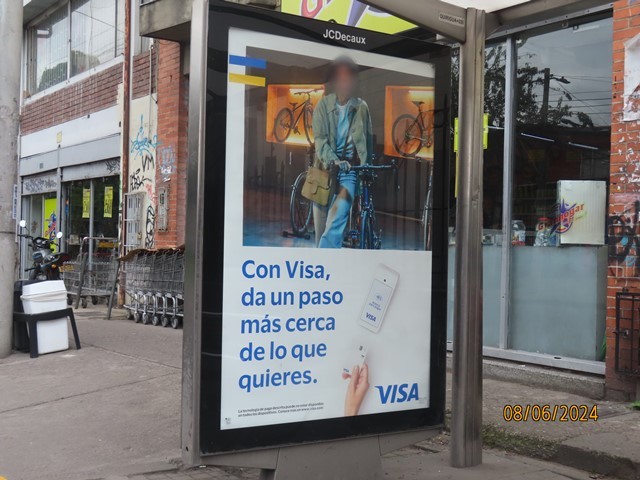 JCDecaux
Con Visa,
da un paso
más cerca
de lo que
quieres.
VISA
VISA
08/06/2024